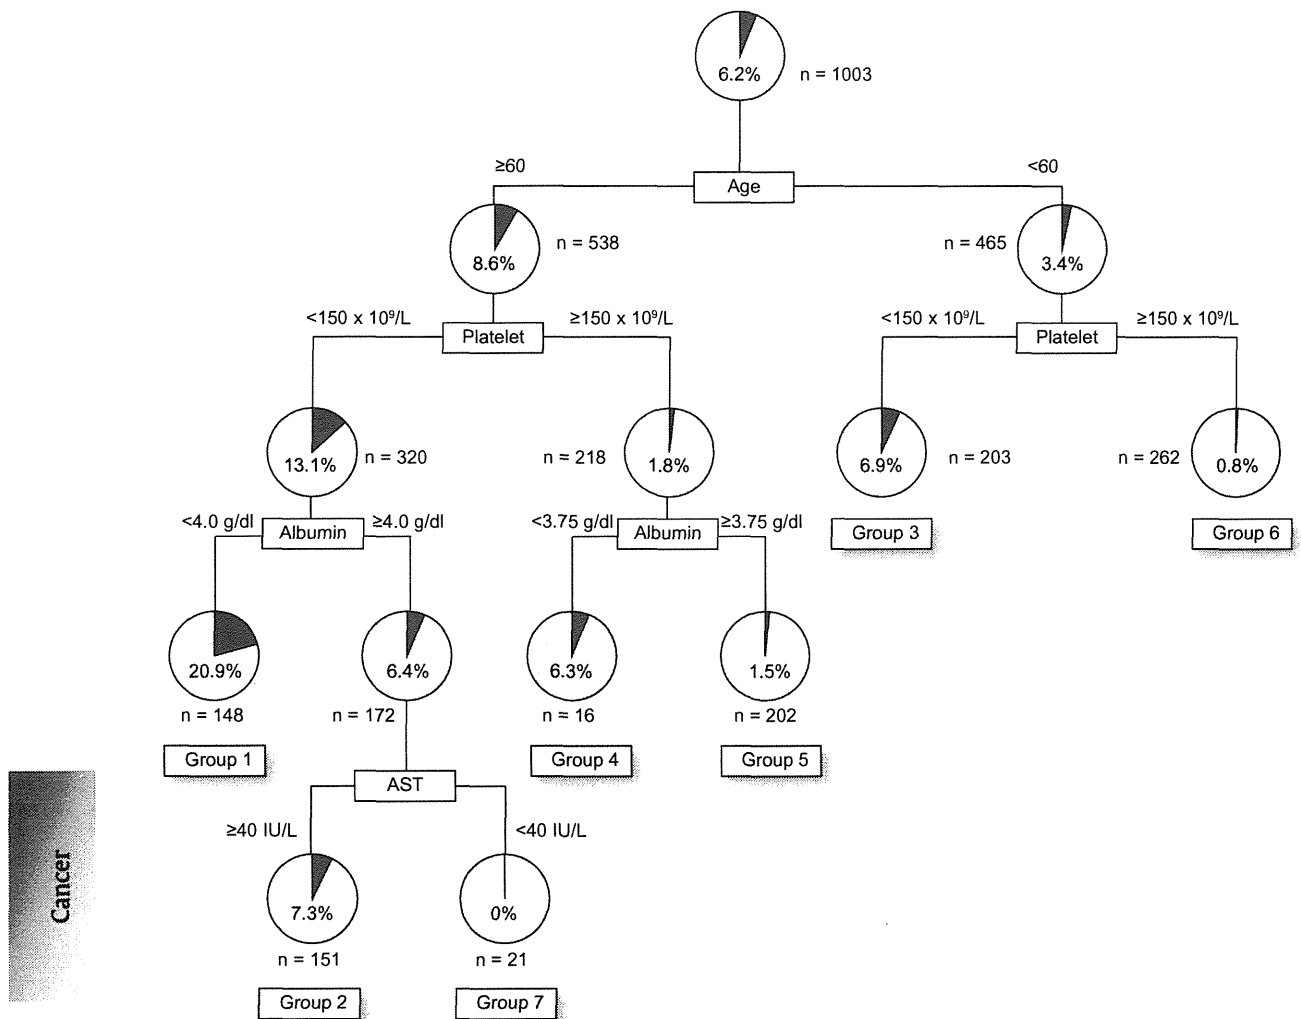 6.2%
n = 1003
≥60
<60
Age
n = 538
n = 465
8.6%
3.4%
<150 x 10⁹/L
≥150 x 10⁹/L
<150 x 10⁹/L
≥150 x 10⁹/L
Platelet
Platelet
13.1%
n = 320
n = 218
1.8%
6.9%
n = 203
n = 262
0.8%
<4.0 g/dl
≥4.0 g/dl
<3.75 g/dl
≥3.75 g/dl
Albumin
Albumin
Group 3
Group 6
20.9%
6.4%
6.3%
1.5%
n = 148
n = 172
n = 16
n = 202
Group 1
Group 4
Group 5
AST
≥40 IU/L
<40 IU/L
Cancer
7.3%
0%
n = 151
n = 21
Group 2
Group 7